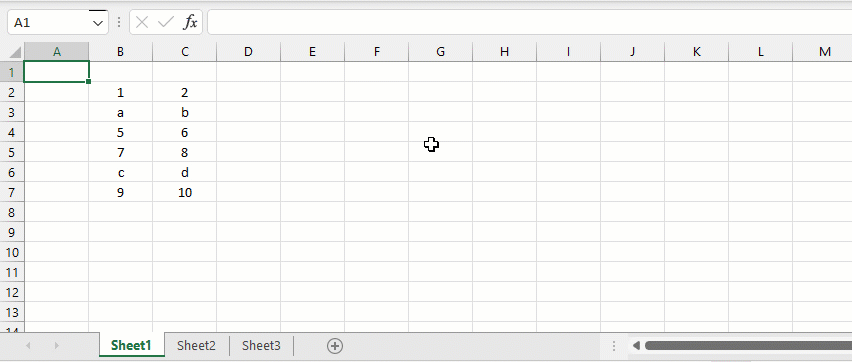 A1 fx
A B C D E F G H I J K L M
1
2 1 2
3 a b
4 5 6
5 7 8
6 c d
7 9 10
8
9
10
11
12
13
14
Sheet1 Sheet2 Sheet3